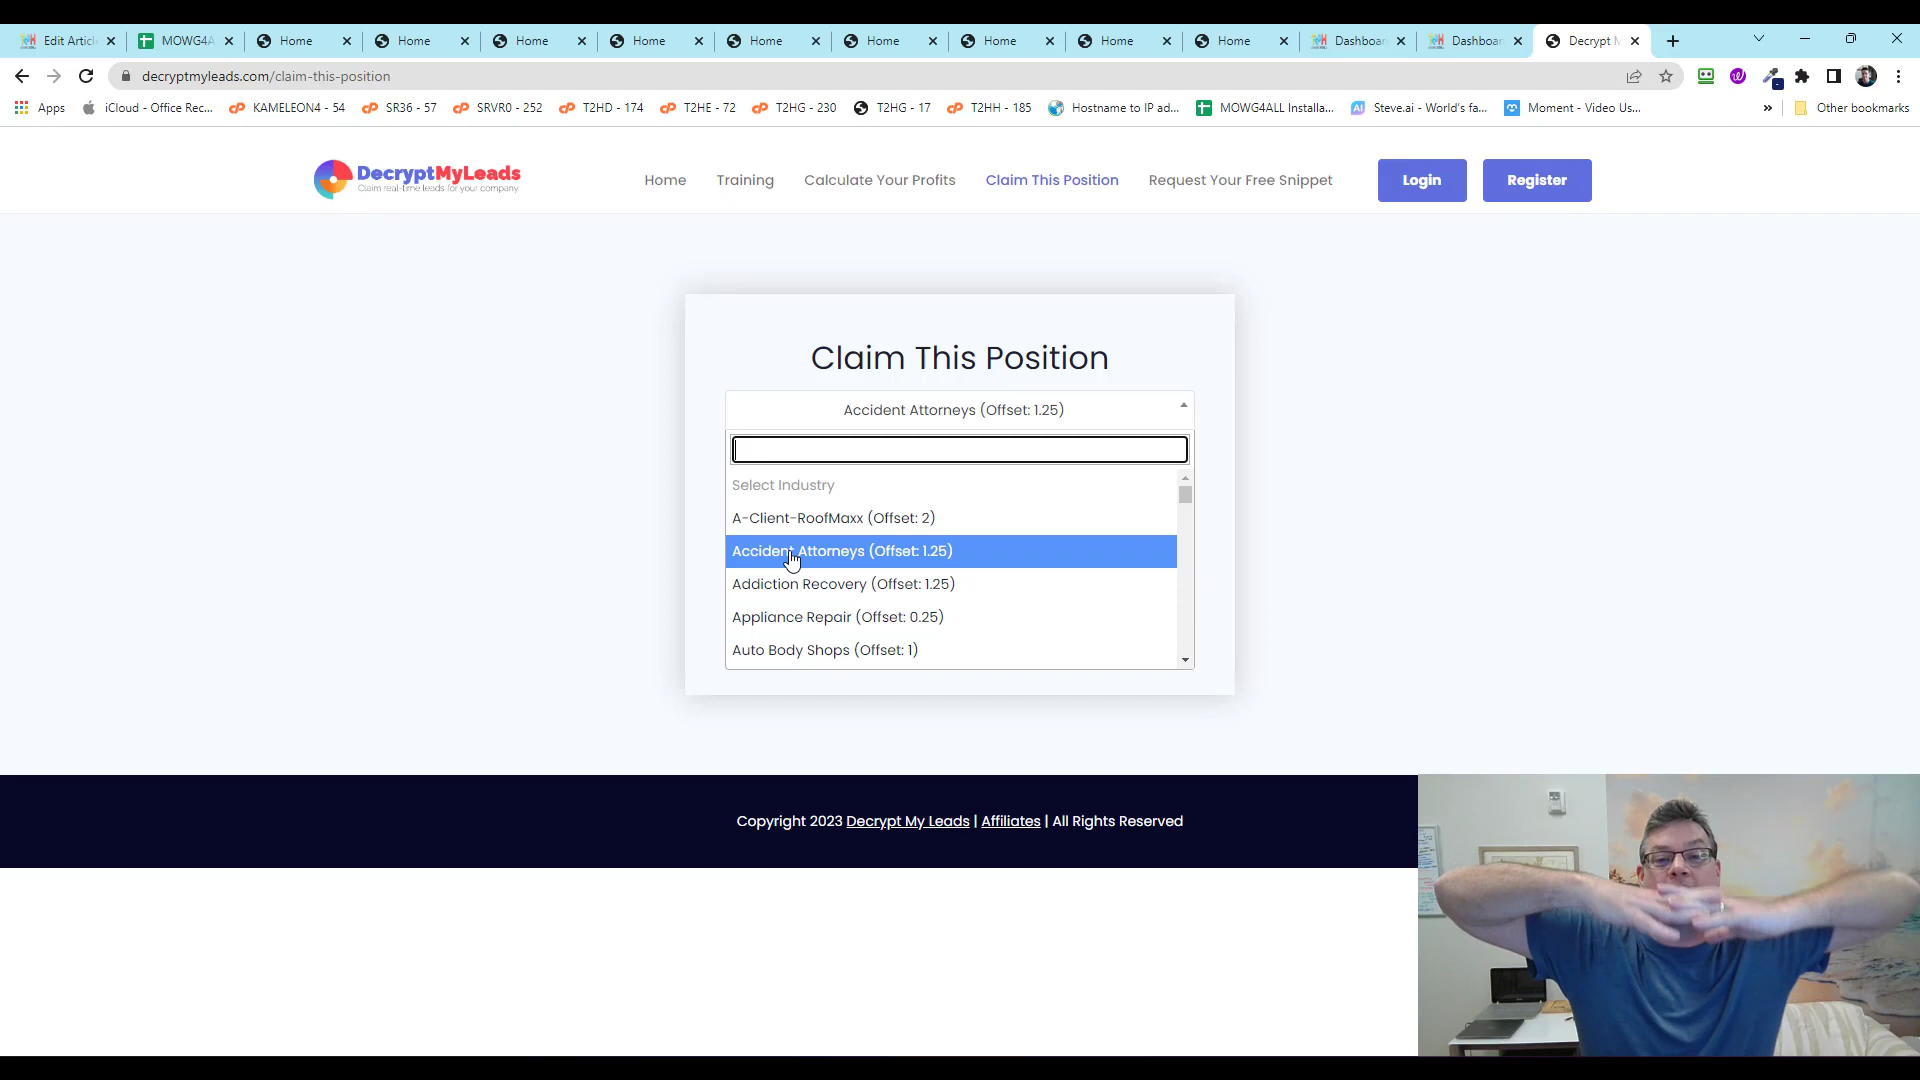 Edit Articl
MOWG4A
Home
Home
Home
Home
Home
Home
Home
Home
Home
Dashboar
Dashboar
Decrypt M
decryptmyleads.com/claim-this-position
Apps
iCloud - Office Rec...
KAMELEON4 - 54
SR36 - 57
SRVR0 - 252
T2HD - 174
T2HE - 72
T2HG - 230
T2HG - 17
T2HH - 185
Hostname to IP ad...
MOWG4ALL Installa...
Steve.ai - World's fa...
Moment - Video Us...
»
Other bookmarks
DecryptMyLeads
Claim real-time leads for your company
Home
Training
Calculate Your Profits
Claim This Position
Request Your Free Snippet
Login
Register
Claim This Position
Accident Attorneys (Offset: 1.25)
Select Industry
A-Client-RoofMaxx (Offset: 2)
Accident Attorneys (Offset: 1.25)
Addiction Recovery (Offset: 1.25)
Appliance Repair (Offset: 0.25)
Auto Body Shops (Offset: 1)
Copyright 2023 Decrypt My Leads | Affiliates | All Rights Reserved